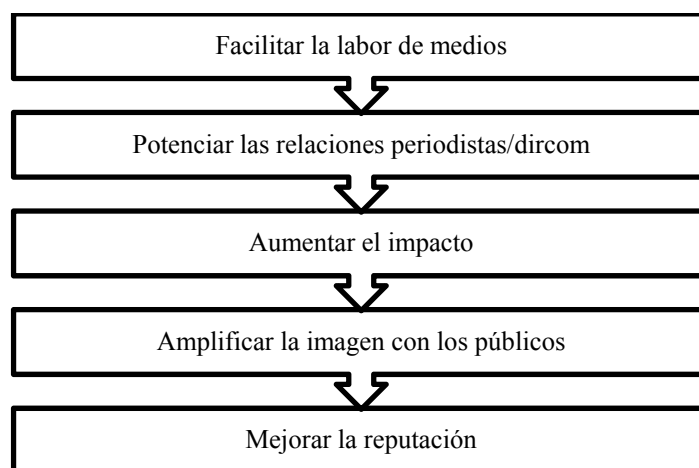 Facilitar la labor de medios
Potenciar las relaciones periodistas/dircom
Aumentar el impacto
Amplificar la imagen con los públicos
Mejorar la reputación